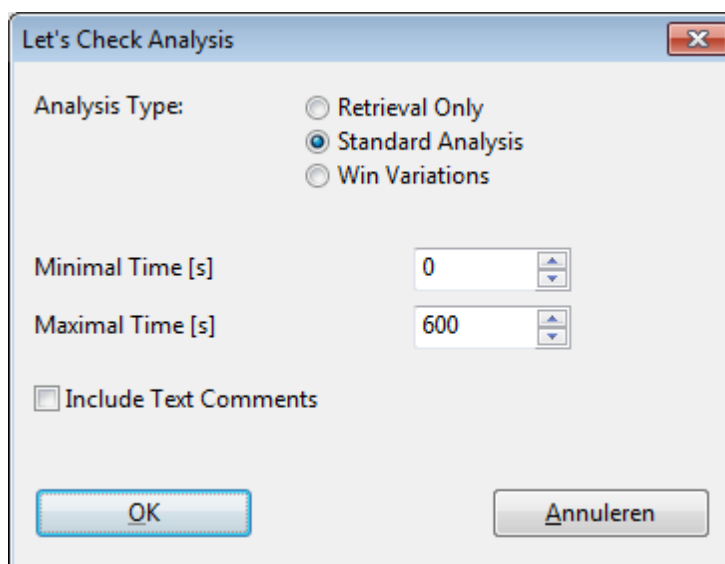 Let's Check Analysis
Analysis Type:
Retrieval Only
Standard Analysis
Win Variations
Minimal Time [s] 0
Maximal Time [s] 600
Include Text Comments
OK Annuleren